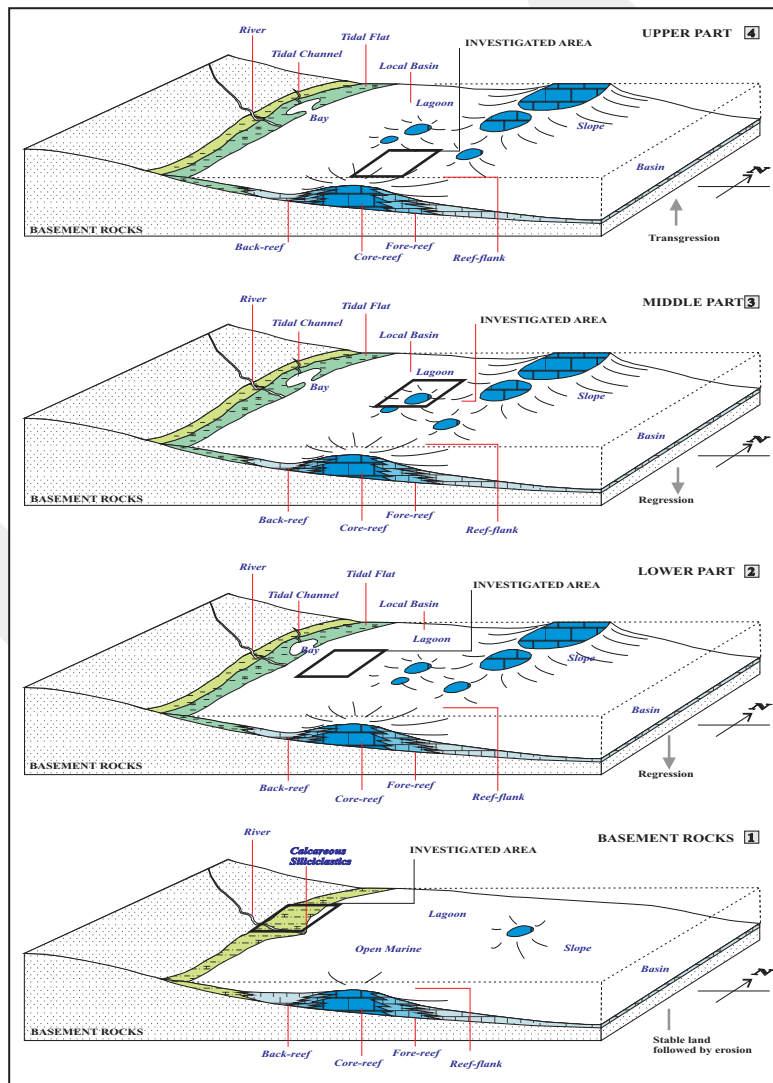 UPPER PART 4
River
Tidal Flat
Tidal Channel
INVESTIGATED AREA
Local Basin
Lagoon
Bay
Slope
Basin
N
Transgression
BASEMENT ROCKS
Back-reef
Fore-reef
Core-reef
Reef-flank
MIDDLE PART 3
River
Tidal Flat
Tidal Channel
INVESTIGATED AREA
Local Basin
Lagoon
Bay
Slope
Basin
N
Regression
BASEMENT ROCKS
Back-reef
Fore-reef
Core-reef
Reef-flank
LOWER PART 2
River
Tidal Flat
INVESTIGATED AREA
Tidal Channel
Local Basin
Lagoon
Bay
Slope
Basin
N
Regression
BASEMENT ROCKS
Back-reef
Fore-reef
Core-reef
Reef-flank
BASEMENT ROCKS 1
River
Calcareous
Siliciclastics
INVESTIGATED AREA
Lagoon
Open Marine
Slope
Basin
N
Stable land
followed by erosion
BASEMENT ROCKS
Back-reef
Fore-reef
Core-reef
Reef-flank